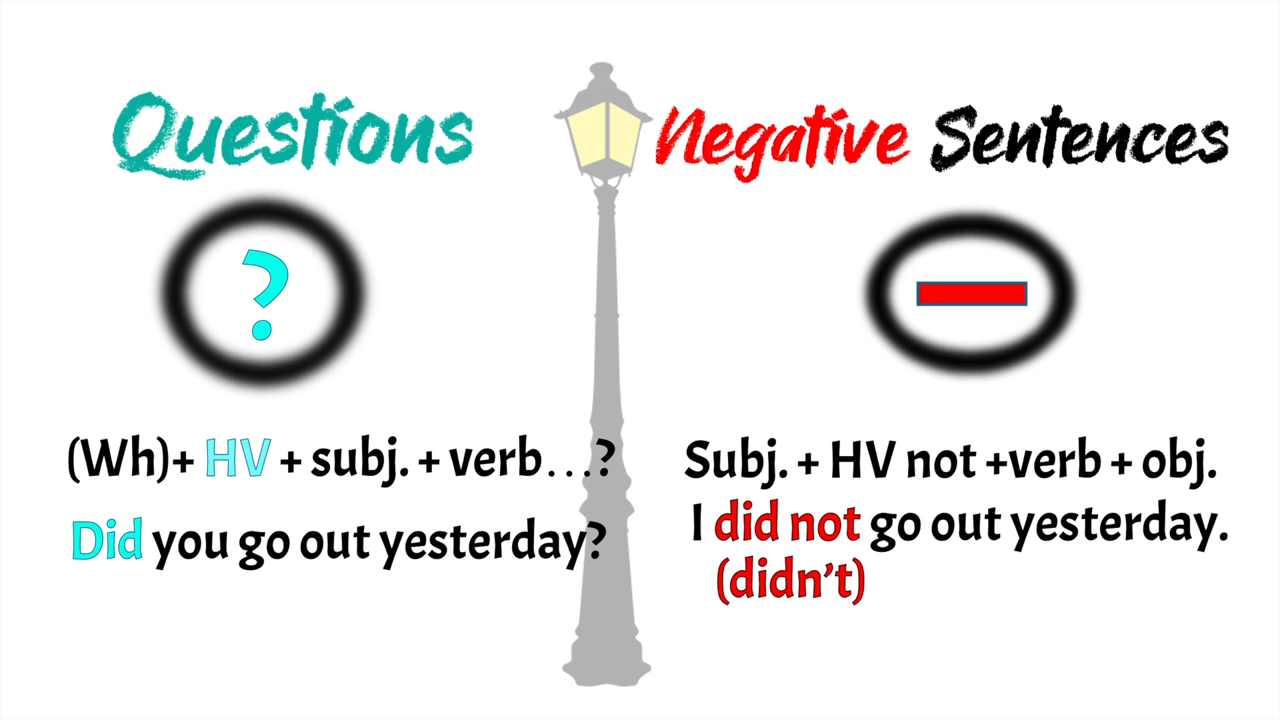 Questions
?
(Wh)+ HV + subj. + verb...?
Did you go out yesterday?
Negative Sentences
Subj. + HV not +verb + obj.
I did not go out yesterday.
(didn’t)